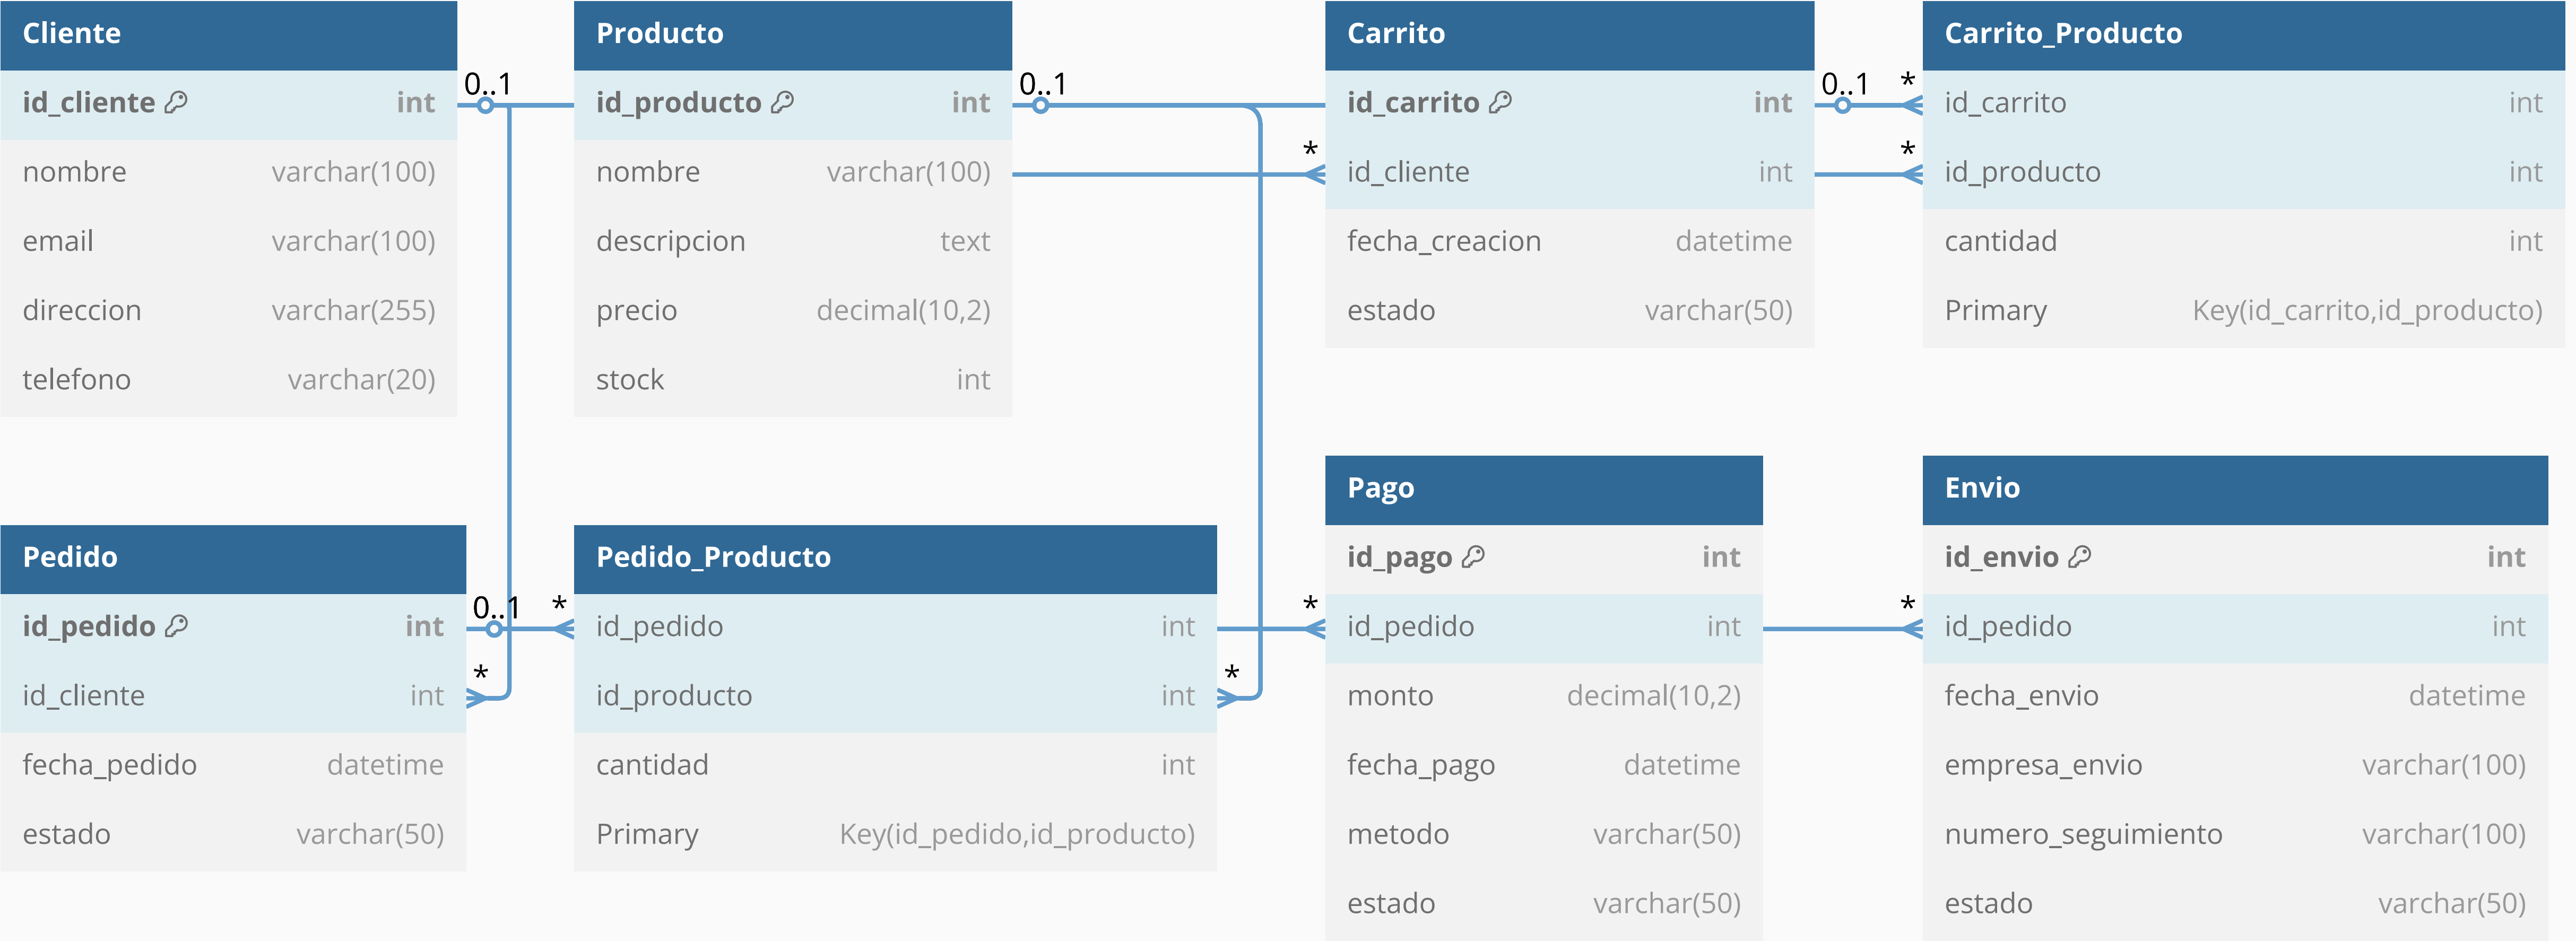 Cliente
id_cliente int
nombre varchar(100)
email varchar(100)
direccion varchar(255)
telefono varchar(20)
0..1
Producto
id_producto int
nombre varchar(100)
descripcion text
precio decimal(10,2)
stock int
0..1
*
Carrito
id_carrito int
id_cliente int
fecha_creacion datetime
estado varchar(50)
0..1 *
*
Carrito_Producto
id_carrito int
id_producto int
cantidad int
Primary Key(id_carrito,id_producto)
Pedido
id_pedido int
id_cliente int
fecha_pedido datetime
estado varchar(50)
0..1 *
*
Pedido_Producto
id_pedido int
id_producto int
cantidad int
Primary Key(id_pedido,id_producto)
*
*
Pago
id_pago int
id_pedido int
monto decimal(10,2)
fecha_pago datetime
metodo varchar(50)
estado varchar(50)
*
Envio
id_envio int
id_pedido int
fecha_envio datetime
empresa_envio varchar(100)
numero_seguimiento varchar(100)
estado varchar(50)